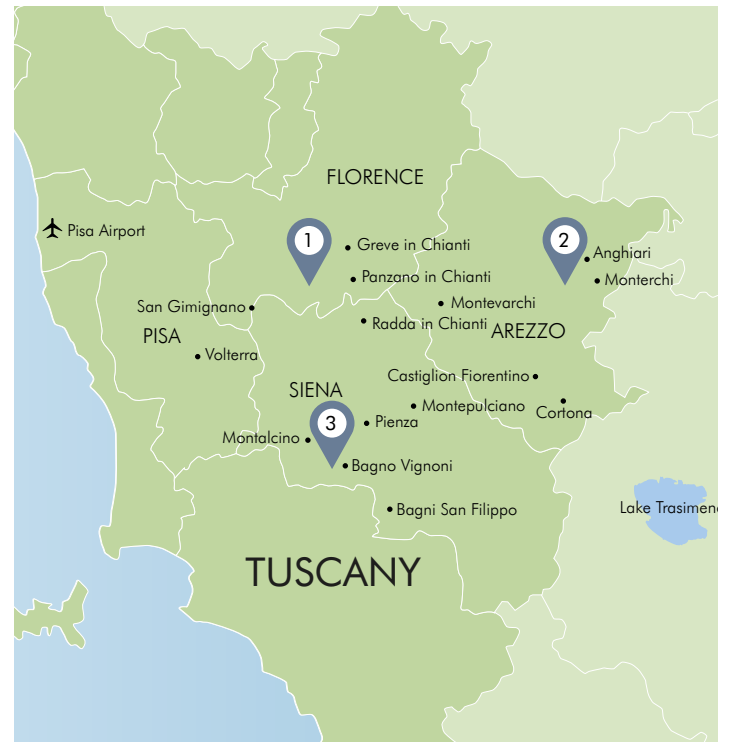 FLORENCE
1
2
Pisa Airport
Greve in Chianti
Anghiari
Panzano in Chianti
Monterchi
San Gimignano
Montevarchi
Radda in Chianti
PISA
AREZZO
Volterra
Castiglion Fiorentino
SIENA
Montepulciano
Cortona
3
Pienza
Montalcino
Bagno Vignoni
Bagni San Filippo
Lake Trasimen
TUSCANY